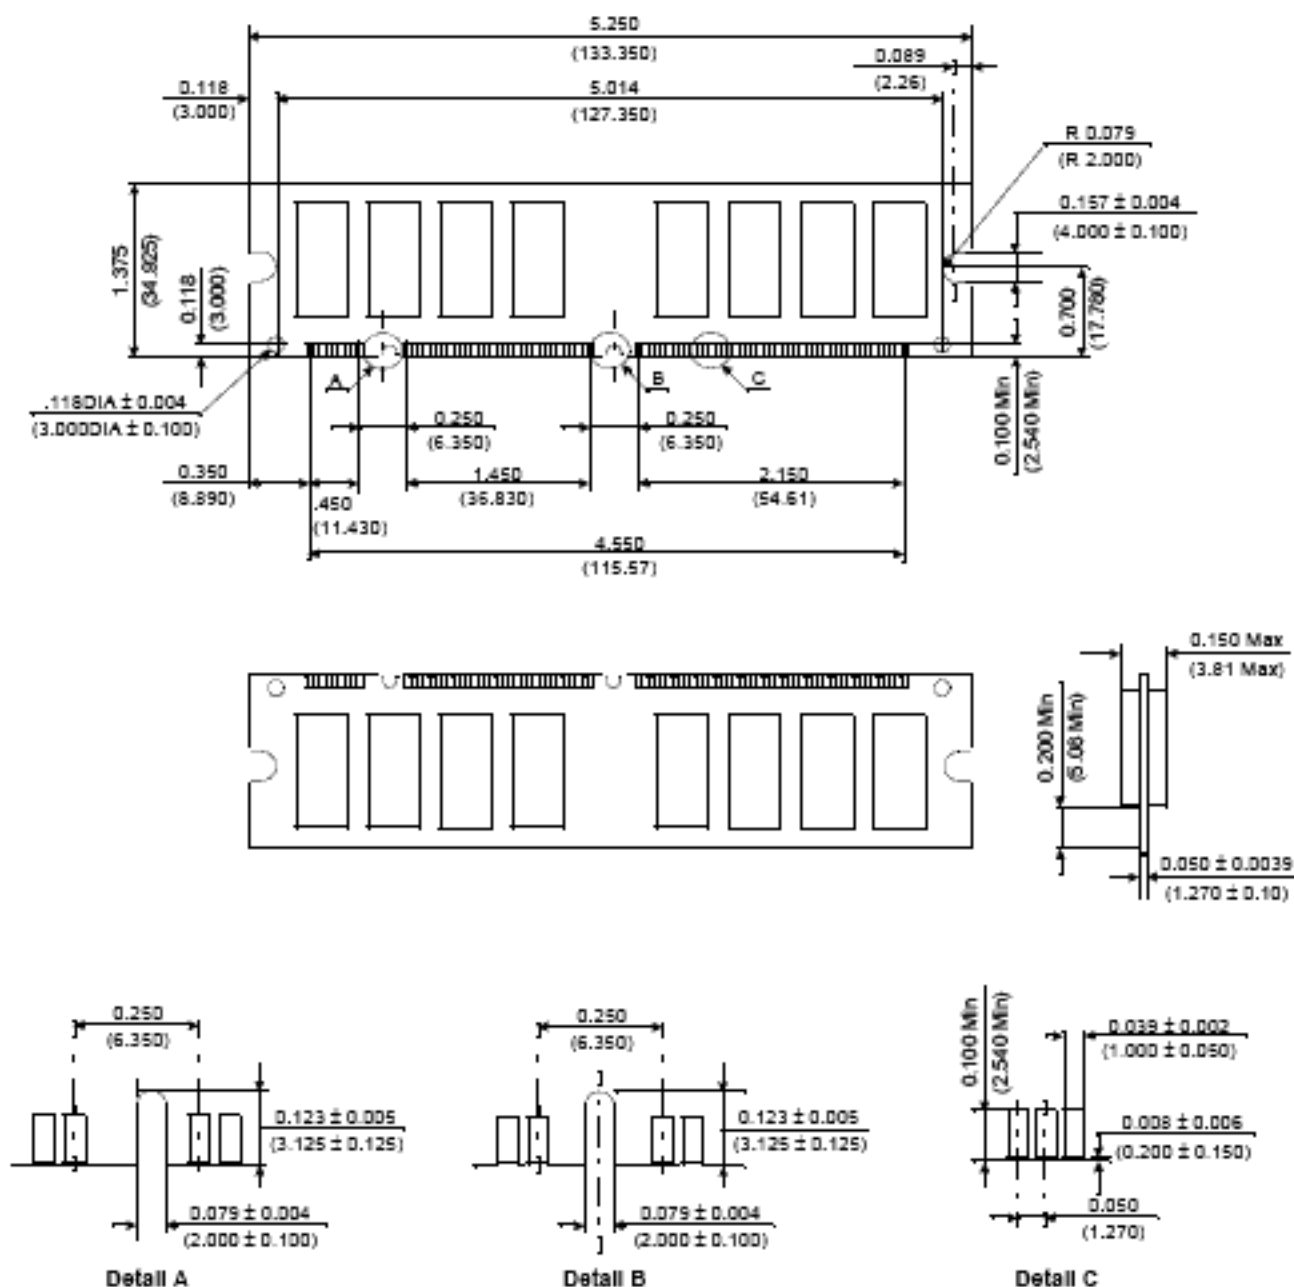 5.250
(133.350)
0.089
(2.26)
0.118
(3.000)
5.014
(127.350)
R 0.079
(R 2.000)
0.157 ± 0.004
(4.000 ± 0.100)
1.375
(34.925)
0.118
(3.000)
0.700
(17.780)
A
B
C
.118DIA ± 0.004
(3.000DIA ± 0.100)
0.250
(6.350)
0.250
(6.350)
0.100 Min
(2.540 Min)
0.350
(8.890)
.450
(11.430)
1.450
(36.830)
2.150
(54.61)
4.550
(115.57)
0.150 Max
(3.81 Max)
0.200 Min
(5.08 Min)
0.050 ± 0.0039
(1.270 ± 0.10)
0.250
(6.350)
0.123 ± 0.005
(3.125 ± 0.125)
0.079 ± 0.004
(2.000 ± 0.100)
Detail A
0.250
(6.350)
0.123 ± 0.005
(3.125 ± 0.125)
0.079 ± 0.004
(2.000 ± 0.100)
Detail B
0.100 Min
(2.540 Min)
0.039 ± 0.002
(1.000 ± 0.050)
0.008 ± 0.006
(0.200 ± 0.150)
0.050
(1.270)
Detail C